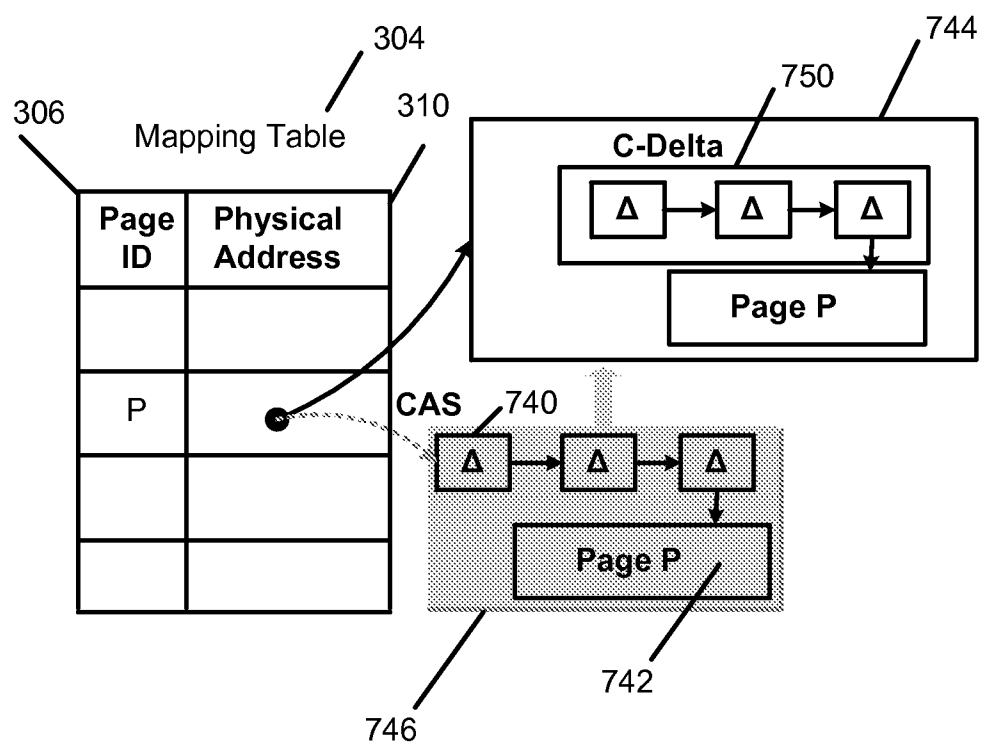 744
304
750
306
310
Mapping Table
C-Delta
Page ID
Physical Address
Δ Δ Δ
Page P
P
CAS
740
Δ Δ Δ
Page P
742
746